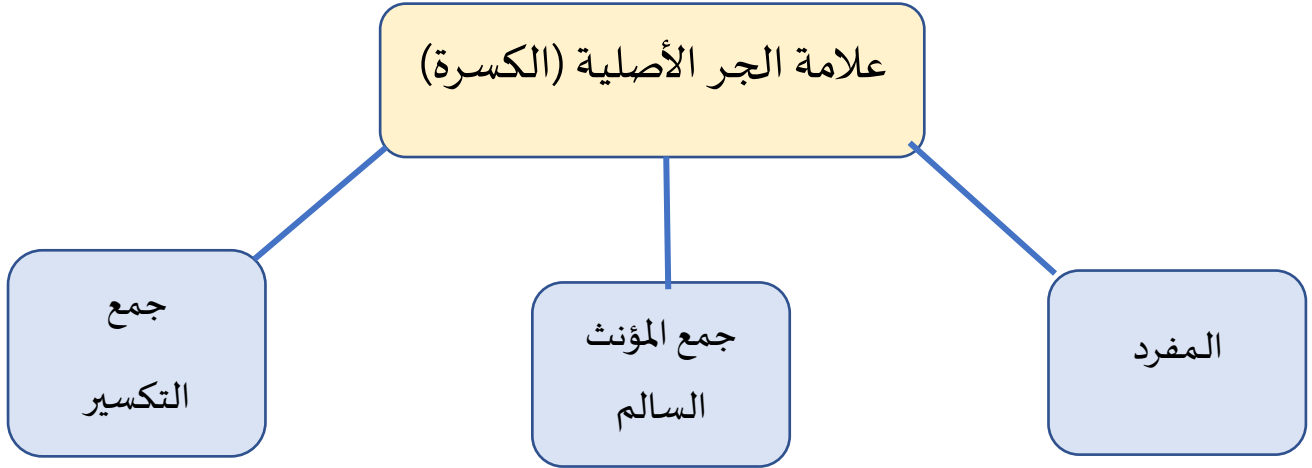 علامة الجر الأصلية (الكسرة)
المفرد
جمع المؤنث
السالم
جمع
التكسير